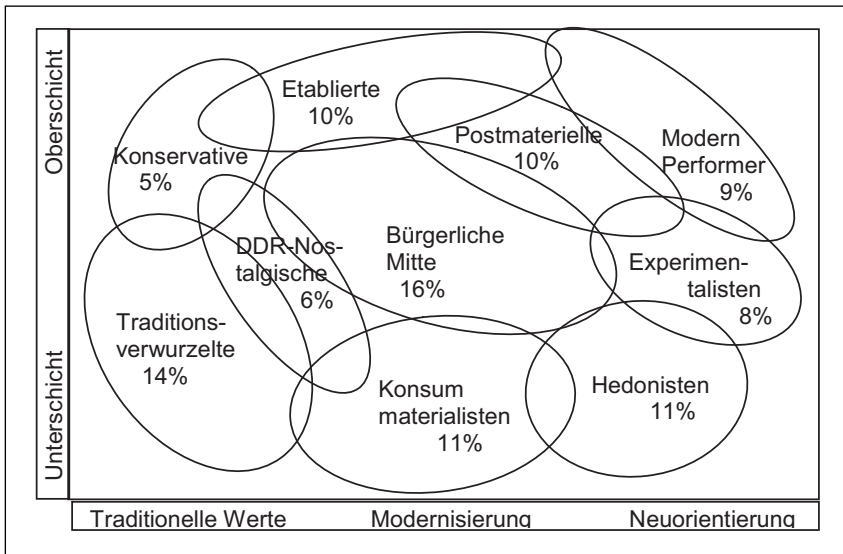 Oberschicht
Unterschicht
Etablierte
10%
Postmaterielle
10%
Modern
Performer
9%
Konservative
5%
DDR-Nos-
talgische
6%
Bürgerliche
Mitte
16%
Experimen-
talisten
8%
Traditions-
verwurzelte
14%
Konsum
materialisten
11%
Hedonisten
11%
Traditionelle Werte
Modernisierung
Neuorientierung